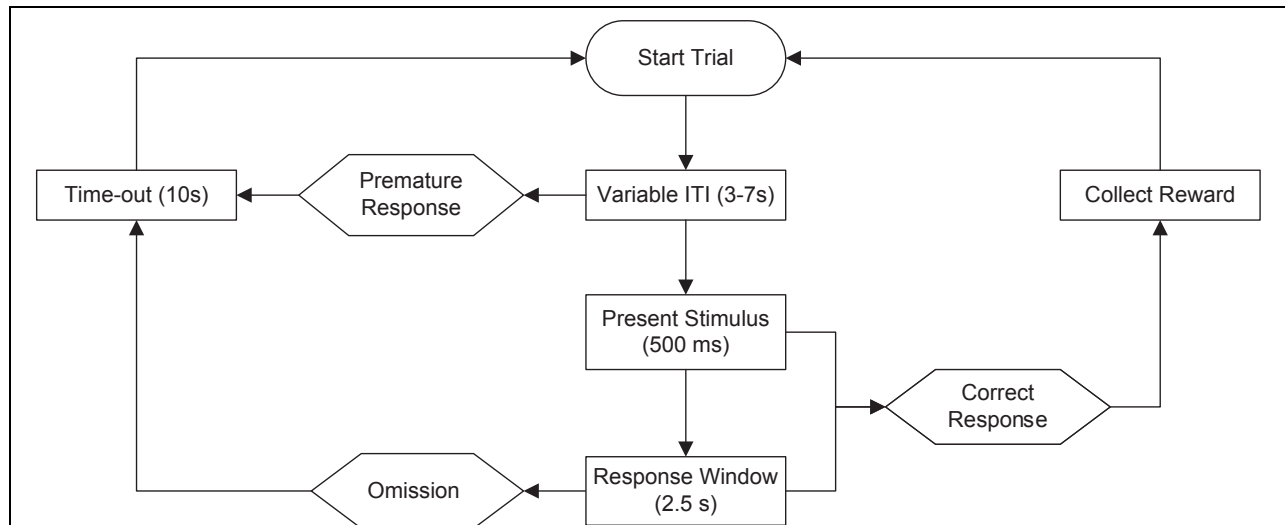 Start Trial
Time-out (10s)
Premature
Response
Variable ITI (3-7s)
Collect Reward
Present Stimulus
(500 ms)
Correct
Response
Omission
Response Window
(2.5 s)